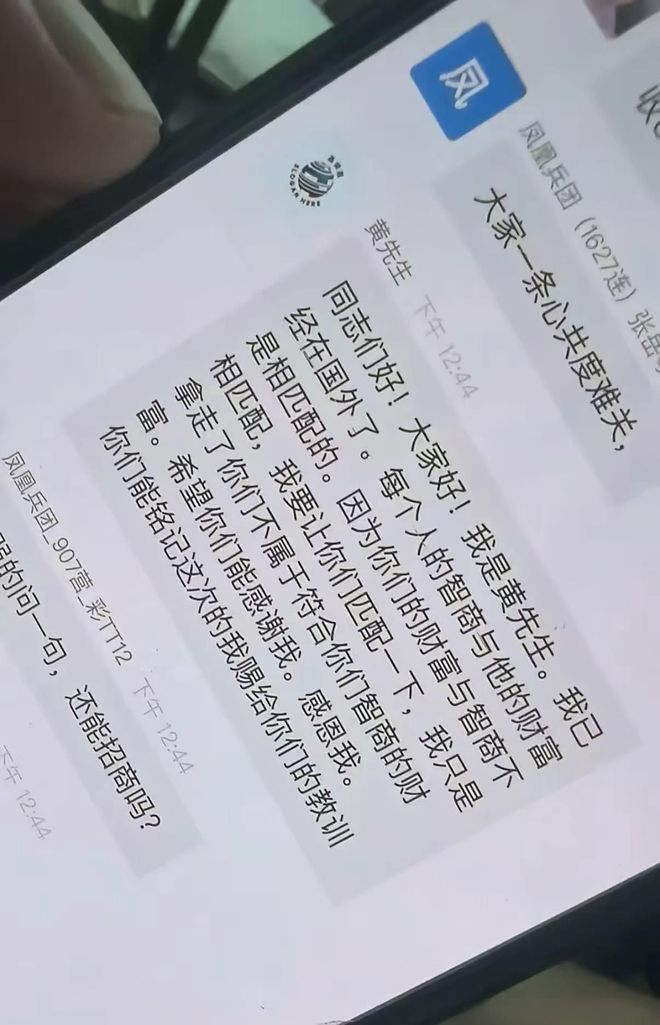 收
凤
凤凰兵团（1627连）张岳
大家一条心共度难关，
SLOGAN HERE
黄先生 下午 12:44
同志们好！大家好！我是黄先生。我已
经在国外了。每个人的智商与他的财富
是相匹配的。因为你们的财富与智商不
相匹配，我要让你们匹配一下，我只是
拿走了你们不属于符合你们智商的财
富。希望你们能感谢我。感恩我。
你们能铭记这次的我赐给你们的教训
凤凰兵团_907营_彩TT12 下午 12:44
的问一句，还能招商吗？
下午 12:44